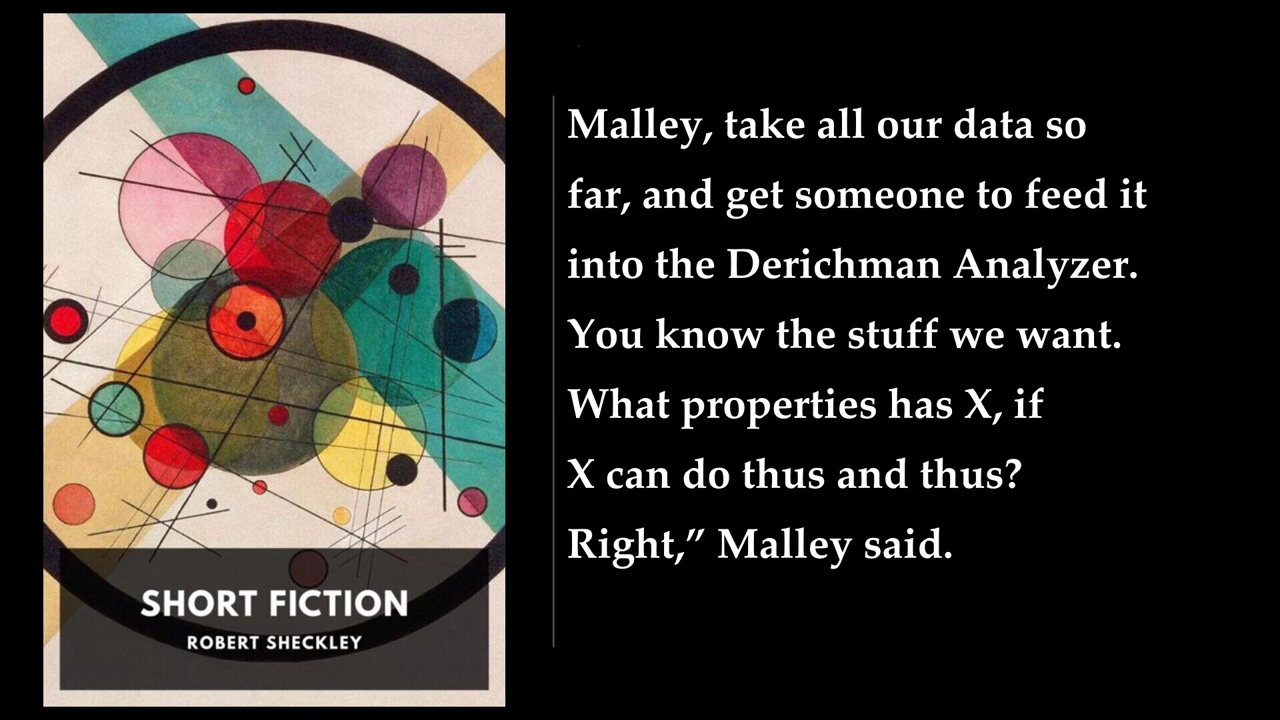 SHORT FICTION
ROBERT SHECKLEY
Malley, take all our data so
far, and get someone to feed it
into the Derichman Analyzer.
You know the stuff we want.
What properties has X, if
X can do thus and thus?
Right,” Malley said.